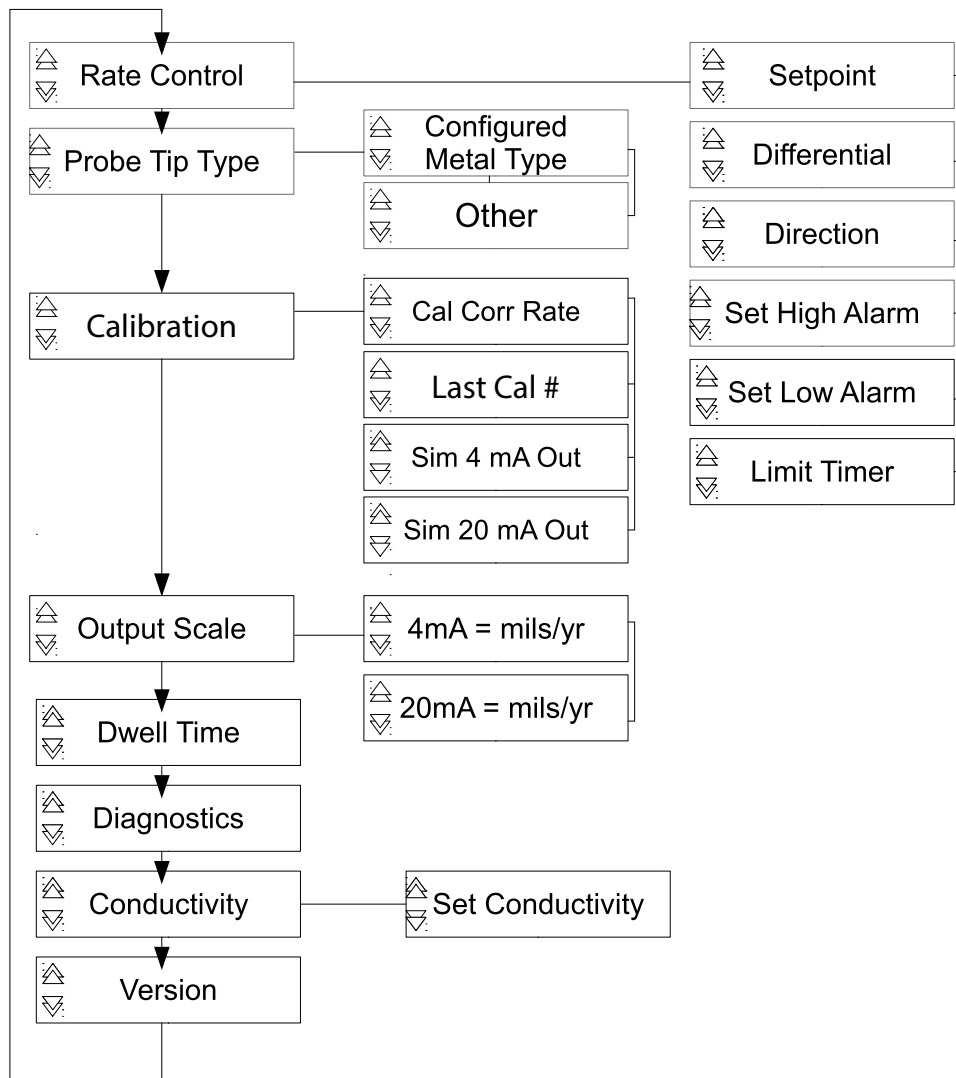 Rate Control
Setpoint
Probe Tip Type
Configured
Metal Type
Other
Differential
Direction
Calibration
Cal Corr Rate
Last Cal #
Sim 4 mA Out
Sim 20 mA Out
Set High Alarm
Set Low Alarm
Limit Timer
Output Scale
4mA = mils/yr
20mA = mils/yr
Dwell Time
Diagnostics
Conductivity
Set Conductivity
Version